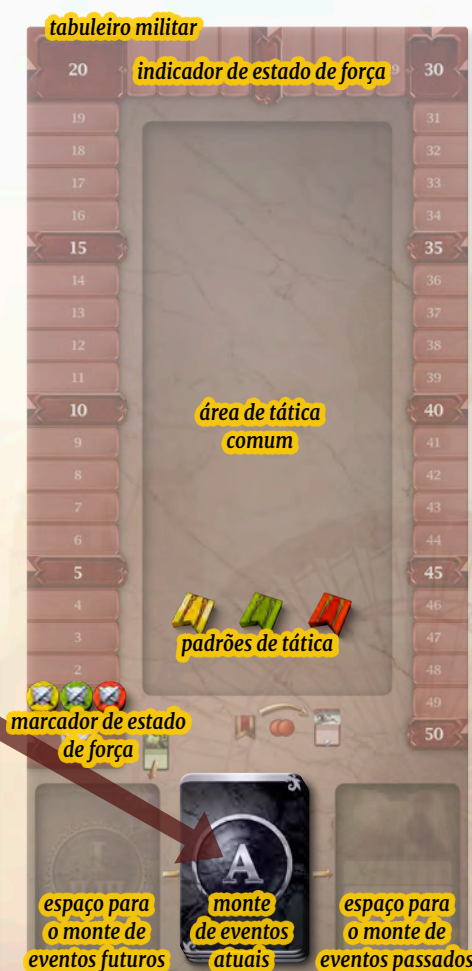 tabuleiro militar
20
indicador de estado de força
9
30
19
31
18
32
17
33
16
34
15
35
14
36
13
37
12
38
11
39
10
40
área de tática
comum
9
41
8
42
7
43
6
44
5
45
4
46
3
47
padrões de tática
2
48
49
marcador de estado
de força
50
A
espaço para
o monte de
eventos futuros
monte
de eventos
atuais
espaço para
o monte de
eventos passados